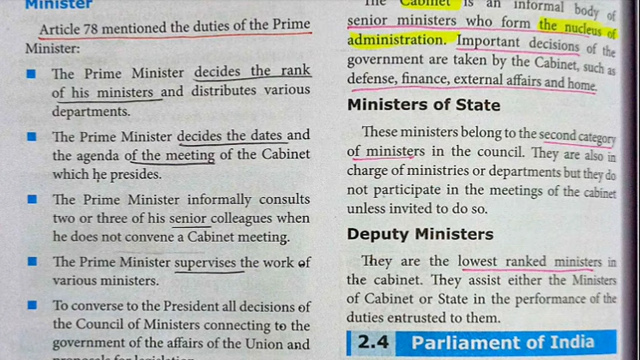 Minister
Article 78 mentioned the duties of the Prime
Minister:
The Prime Minister decides the rank
of his ministers and distributes various
departments.
The Prime Minister decides the dates and
the agenda of the meeting of the Cabinet
which he presides.
The Prime Minister informally consults
two or three of his senior colleagues when
he does not convene a Cabinet meeting.
The Prime Minister supervises the work of
various ministers.
To converse to the President all decisions of
the Council of Ministers connecting to the
government of the affairs of the Union and
proposals for legislation
The Cabinet is an informal body of
senior ministers who form the nucleus of
administration. Important decisions of the
government are taken by the Cabinet, such as
defense, finance, external affairs and home.
Ministers of State
These ministers belong to the second category
of ministers in the council. They are also in
charge of ministries or departments but they do
not participate in the meetings of the cabinet
unless invited to do so.
Deputy Ministers
They are the lowest ranked ministers in
the cabinet. They assist either the Ministers
of Cabinet or State in the performance of the
duties entrusted to them.
2.4 Parliament of India